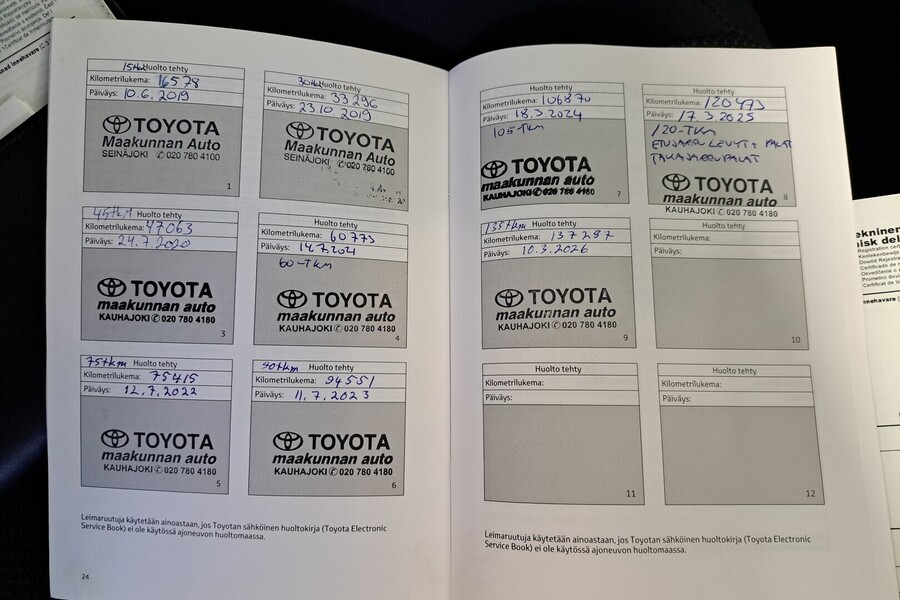 15tkm Huolto tehty
Kilometrilukema: 16578
Päiväys: 10.6.2019
TOYOTA
Maakunnan Auto
SEINÄJOKI ✆ 020 780 4100
1
30tkm Huolto tehty
Kilometrilukema: 33296
Päiväys: 23.10.2019
TOYOTA
Maakunnan Auto
SEINÄJOKI ✆ 020 780 4100
45tkm Huolto tehty
Kilometrilukema: 47063
Päiväys: 24.7.2020
TOYOTA
maakunnan auto
KAUHAJOKI ✆ 020 780 4180
3
Huolto tehty
Kilometrilukema: 60773
Päiväys: 14.7.2021
60-TKM
TOYOTA
maakunnan auto
KAUHAJOKI ✆ 020 780 4180
4
75tkm Huolto tehty
Kilometrilukema: 75415
Päiväys: 12.7.2022
TOYOTA
maakunnan auto
KAUHAJOKI ✆ 020 780 4180
5
90tkm Huolto tehty
Kilometrilukema: 94551
Päiväys: 11.7.2023
TOYOTA
maakunnan auto
KAUHAJOKI ✆ 020 780 4180
6
Leimaruutuja käytetään ainoastaan, jos Toyotan sähköinen huoltokirja (Toyota Electronic
Service Book) ei ole käytössä ajoneuvon huoltomaassa.
24
Huolto tehty
Kilometrilukema: 106870
Päiväys: 18.3.2024
105-TKM
TOYOTA
maakunnan auto
KAUHAJOKI ✆ 020 780 4180
7
Huolto tehty
Kilometrilukema: 120473
Päiväys: 17.3.2025
120-TKM
ETUJARRULEVYT + PALAT
TAKAJARRUPALAT
TOYOTA
maakunnan auto
KAUHAJOKI ✆ 020 780 4180
8
135tkm Huolto tehty
Kilometrilukema: 137297
Päiväys: 10.3.2026
TOYOTA
maakunnan auto
KAUHAJOKI ✆ 020 780 4180
9
Huolto tehty
Kilometrilukema:
Päiväys:
10
Huolto tehty
Kilometrilukema:
Päiväys:
11
Huolto tehty
Kilometrilukema:
Päiväys:
12
Leimaruutuja käytetään ainoastaan, jos Toyotan sähköinen huoltokirja (Toyota Electronic
Service Book) ei ole käytössä ajoneuvon huoltomaassa.